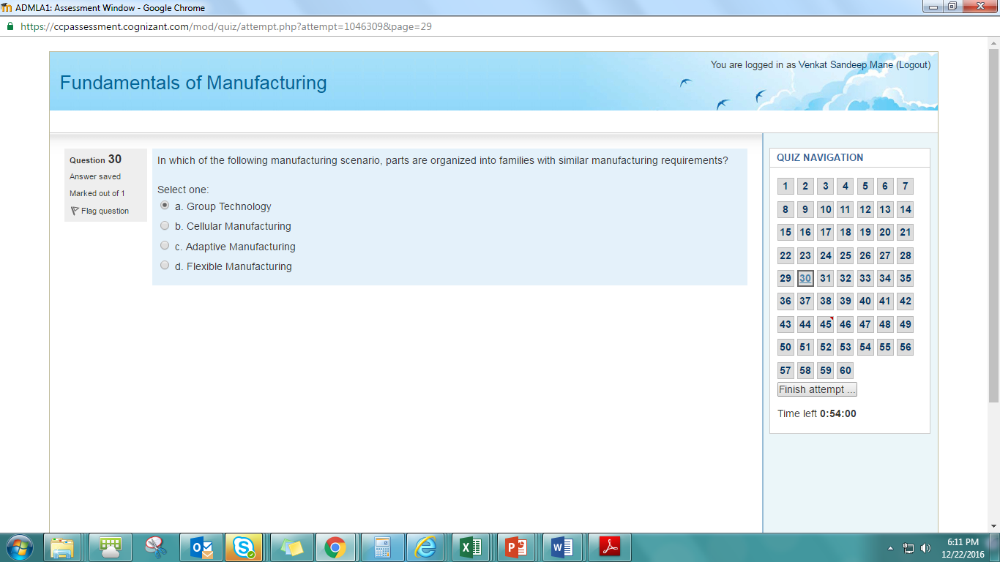 ADMLA1: Assessment Window - Google Chrome
https://ccpassessment.cognizant.com/mod/quiz/attempt.php?attempt=1046309&page=29
You are logged in as Venkat Sandeep Mane (Logout)
Fundamentals of Manufacturing
Question 30
Answer saved
Marked out of 1
Flag question
In which of the following manufacturing scenario, parts are organized into families with similar manufacturing requirements?
Select one:
a. Group Technology
b. Cellular Manufacturing
c. Adaptive Manufacturing
d. Flexible Manufacturing
QUIZ NAVIGATION
1 2 3 4 5 6 7
8 9 10 11 12 13 14
15 16 17 18 19 20 21
22 23 24 25 26 27 28
29 30 31 32 33 34 35
36 37 38 39 40 41 42
43 44 45 46 47 48 49
50 51 52 53 54 55 56
57 58 59 60
Finish attempt ...
Time left 0:54:00
6:11 PM
12/22/2016